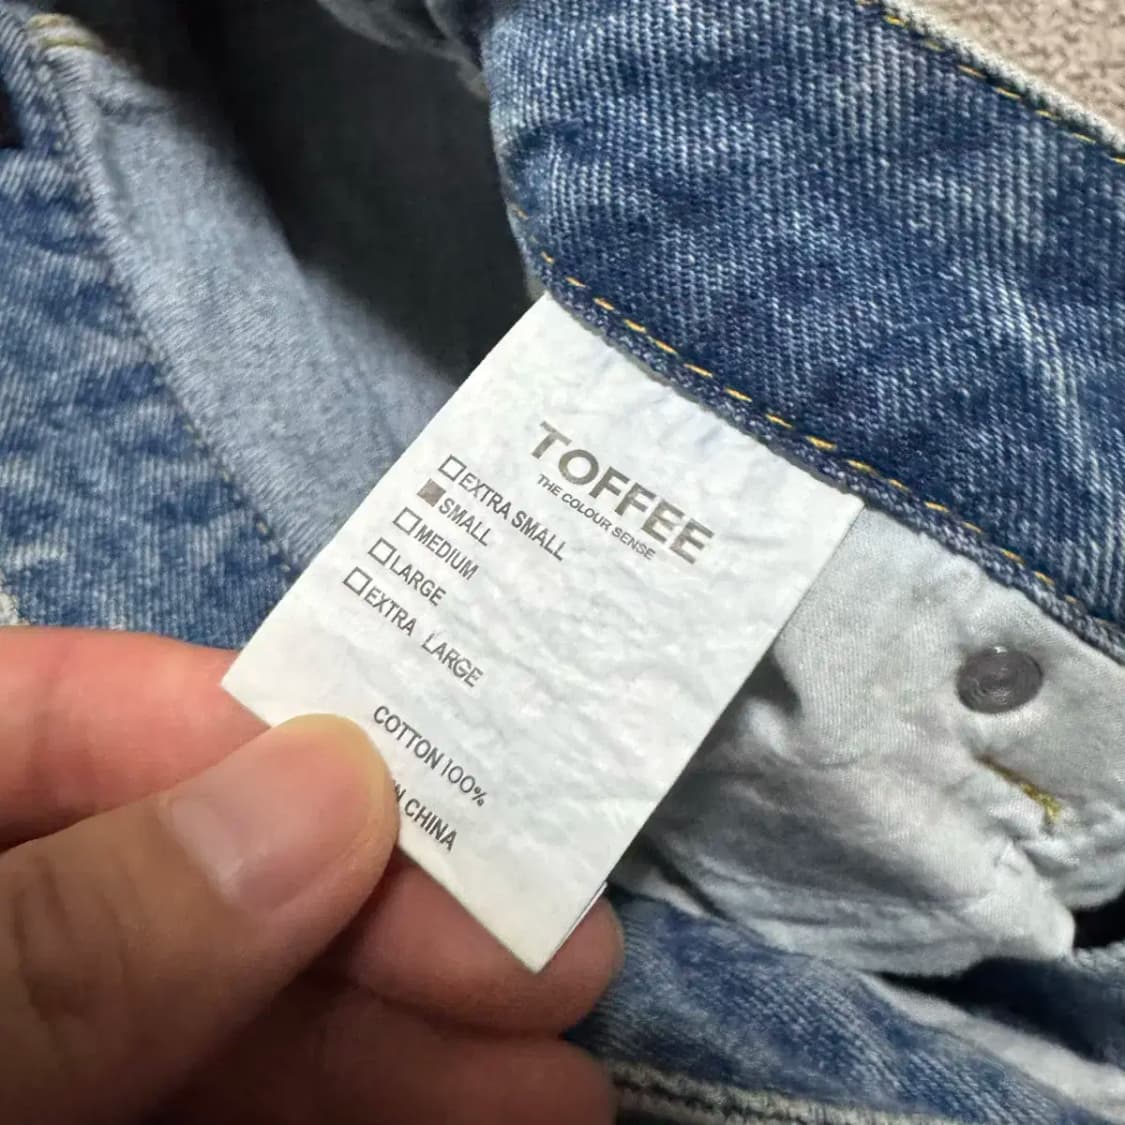 TOFFEE
THE COLOUR SENSE
☐EXTRA SMALL
■SMALL
☐MEDIUM
☐LARGE
☐EXTRA LARGE
COTTON 100%
CHINA